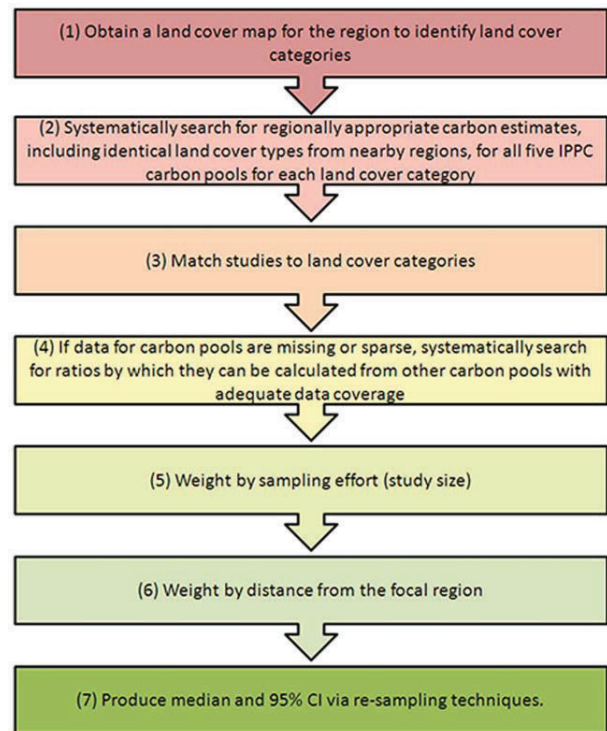 (1) Obtain a land cover map for the region to identify land cover
categories
(2) Systematically search for regionally appropriate carbon estimates,
including identical land cover types from nearby regions, for all five IPPC
carbon pools for each land cover category
(3) Match studies to land cover categories
(4) If data for carbon pools are missing or sparse, systematically search
for ratios by which they can be calculated from other carbon pools with
adequate data coverage
(5) Weight by sampling effort (study size)
(6) Weight by distance from the focal region
(7) Produce median and 95% CI via re-sampling techniques.